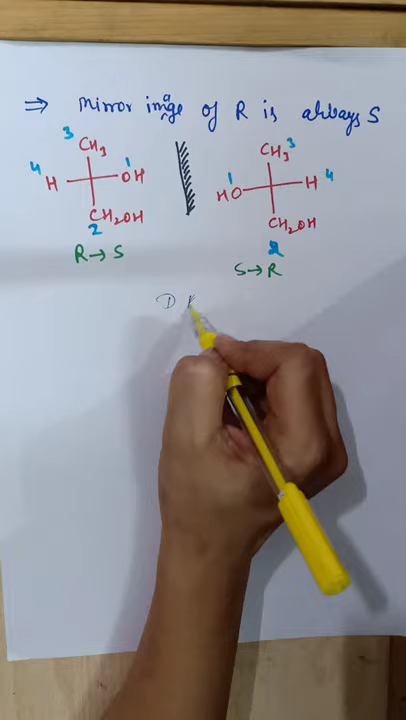 ⇒ Mirror image of R is always S
3 CH3
4 H 1 OH
CH2OH
2
R→S
CH3 3
1 HO H 4
CH2OH
2
S→R
D